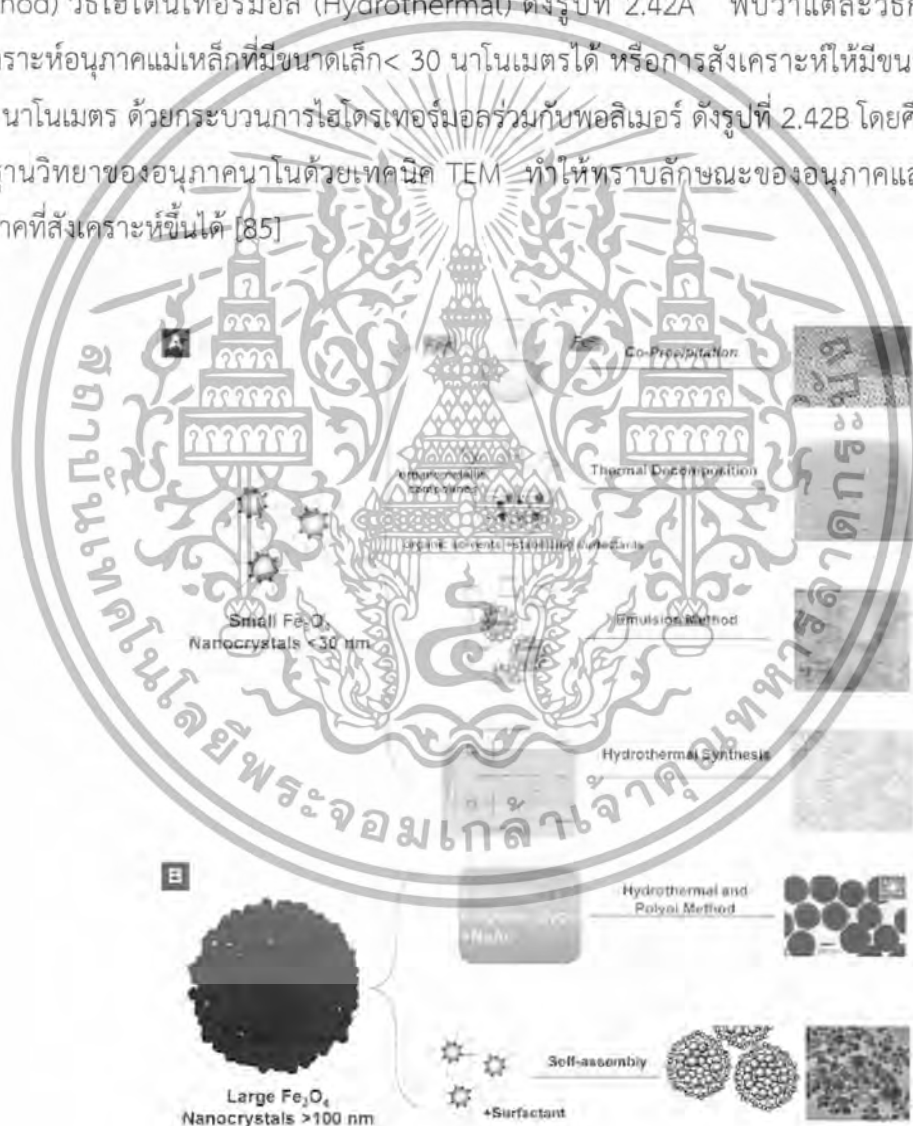 thod) วิธีไฮโดนเทอร์มอล (Hydrothermal) ดังรูปที่ 2.42A พบว่าแต่ละวิธีก
คราะห์อนุภาคแม่เหล็กที่มีขนาดเล็ก< 30 นาโนเมตรได้ หรือการสังเคราะห์ให้มีขน
นาโนเมตร ด้วยกระบวนการไฮโดรเทอร์มอลร่วมกับพอลิเมอร์ ดังรูปที่ 2.42B โดยศึ
ฐานวิทยาของอนุภาคนาโนด้วยเทคนิค TEM ทำให้ทราบลักษณะของอนุภาคแล
าคที่สังเคราะห์ขึ้นได้ [85]
สถาบันเทคโนโลยีพระจอมเกล้าเจ้าคุณทหารลาดกระบัง
A
Co-Precipitation
organometallic
compounds
Thermal Decomposition
organic solvents +stabilizing surfactants
Small
Nanocrystals <30 nm
Emulsion Method
Hydrothermal Synthesis
B
Hydrothermal and
Polyol Method
+NaAc
Large Fe₃O₄
Nanocrystals >100 nm
Self-assembly
+Surfactant